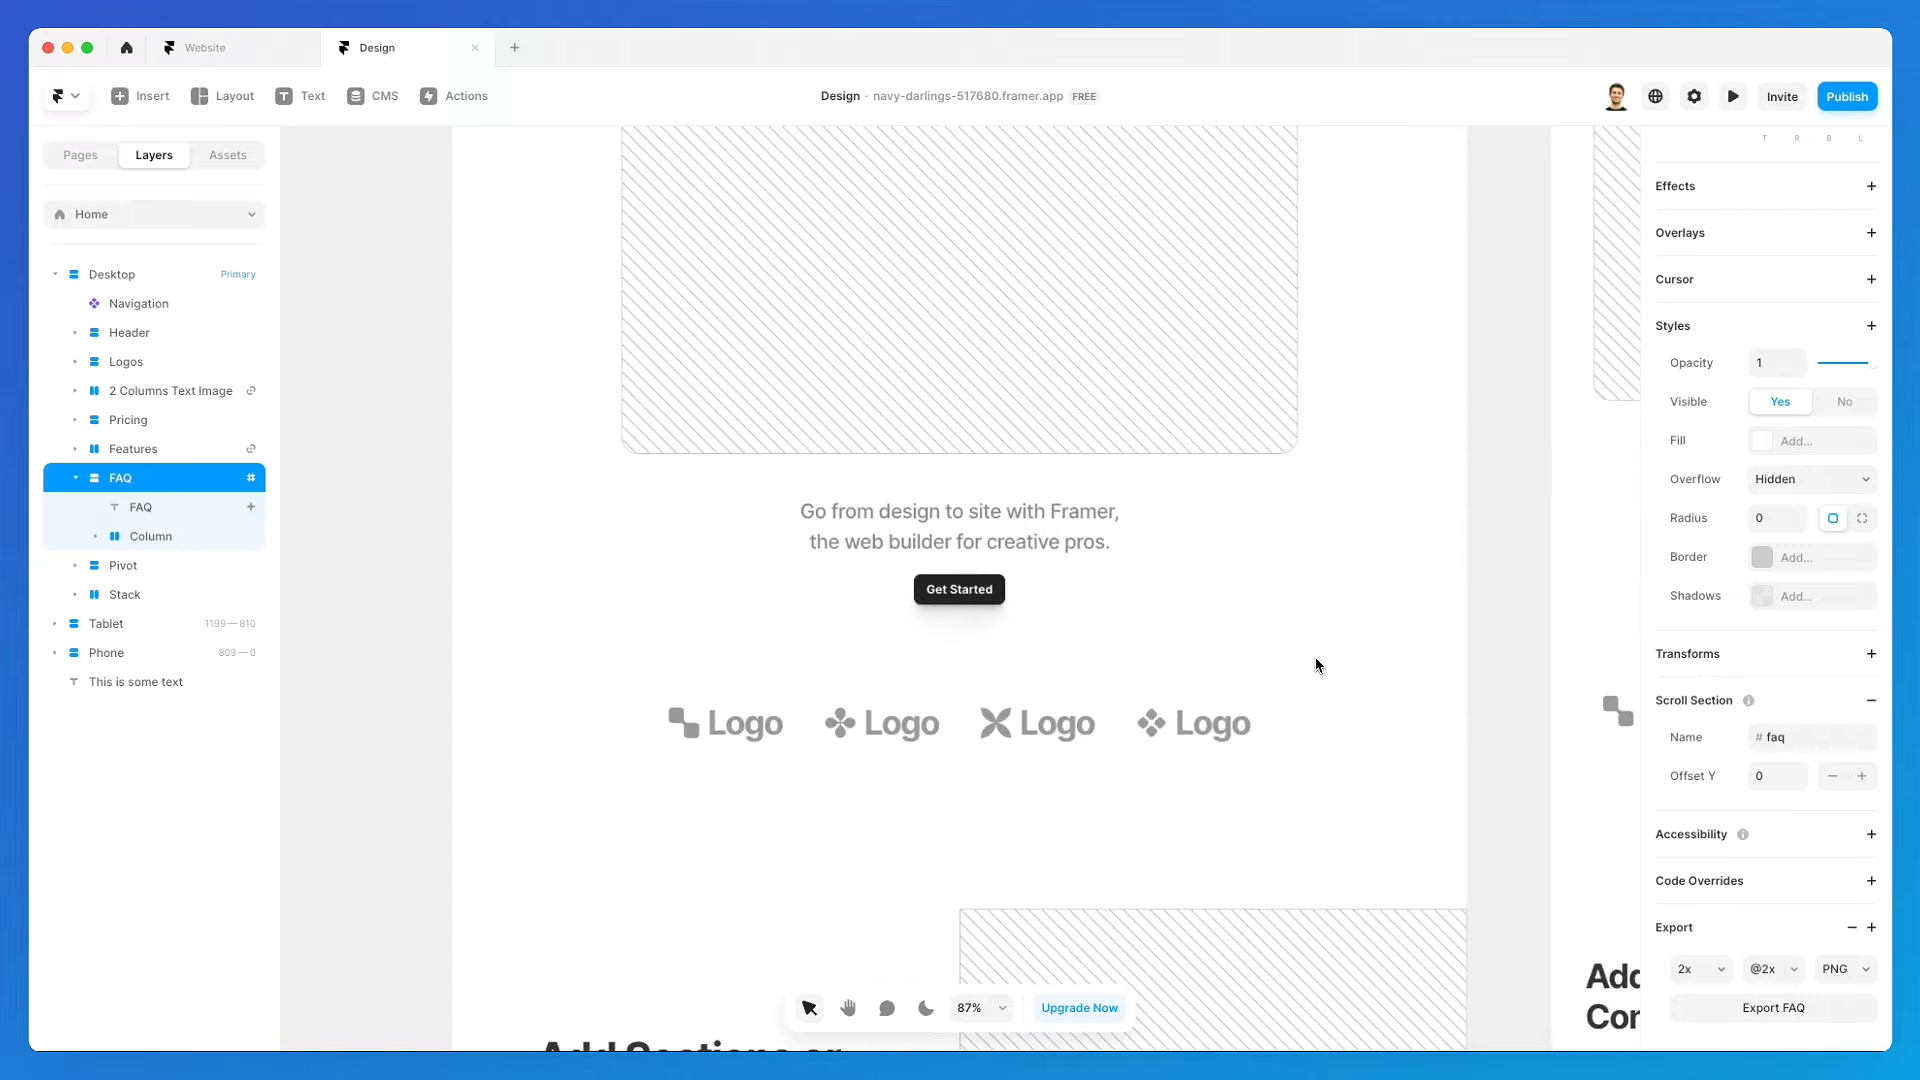 Website
Design
Insert
Layout
Text
CMS
Actions
Design · navy-darlings-517680.framer.app FREE
Invite
Publish
Pages
Layers
Assets
Home
Desktop
Primary
Navigation
Header
Logos
2 Columns Text Image
Pricing
Features
FAQ
FAQ
Column
Pivot
Stack
Tablet
1199—810
Phone
809—0
This is some text
Go from design to site with Framer,
the web builder for creative pros.
Get Started
Logo
Logo
Logo
Logo
87%
Upgrade Now
T R B L
Effects
Overlays
Cursor
Styles
Opacity
1
Visible
Yes
No
Fill
Add...
Overflow
Hidden
Radius
0
Border
Add...
Shadows
Add...
Transforms
Scroll Section
Name
# faq
Offset Y
0
Accessibility
Code Overrides
Export
2x
@2x
PNG
Export FAQ